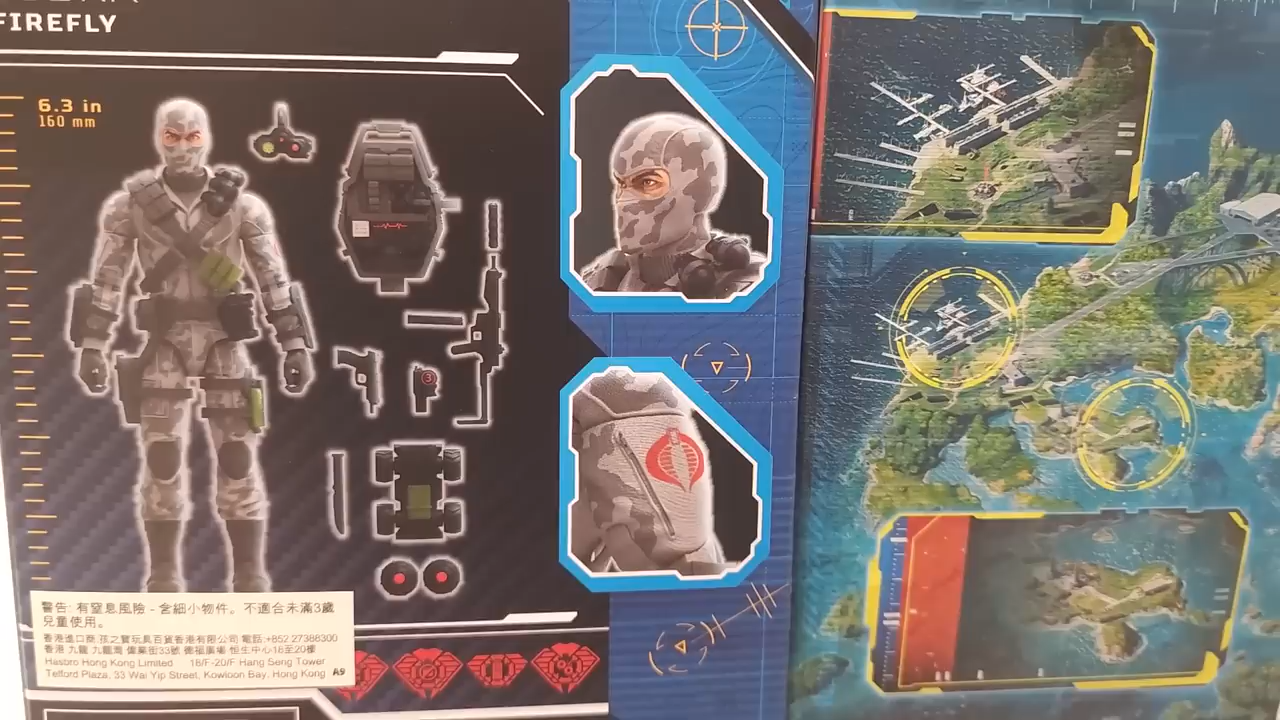 FIREFLY
6.3 in
160 mm
警告: 有窒息風險 - 含細小物件。不適合未滿3歲
兒童使用。
香港進口商 孩之寶玩具百貨香港有限公司 電話:+852 27388300
香港 九龍 九龍灣 偉業街33號 德福廣場 恒生中心18至20樓
Hasbro Hong Kong Limited 18/F-20/F Hang Seng Tower
Telford Plaza, 33 Wai Yip Street, Kowloon Bay, Hong Kong A9